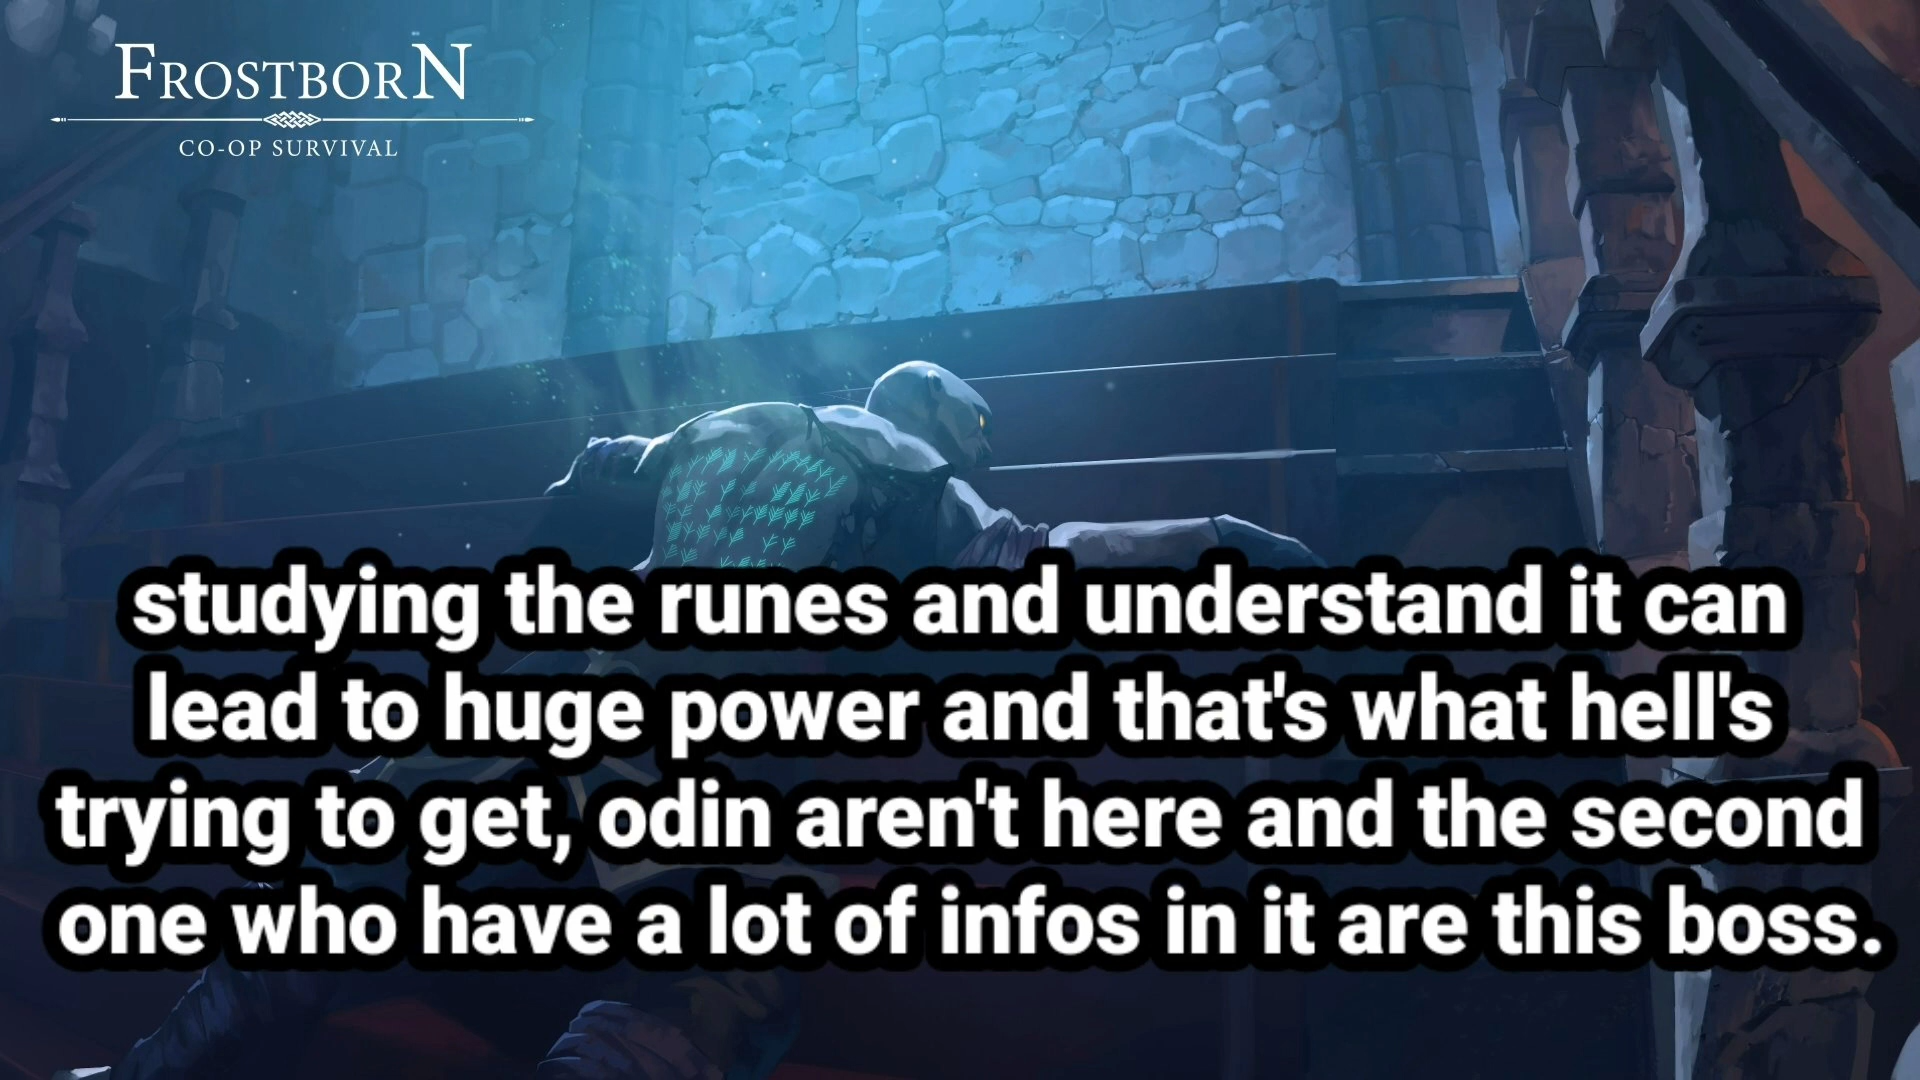 FROSTBORN
CO-OP SURVIVAL
studying the runes and understand it can
lead to huge power and that's what hell's
trying to get, odin aren't here and the second
one who have a lot of infos in it are this boss.